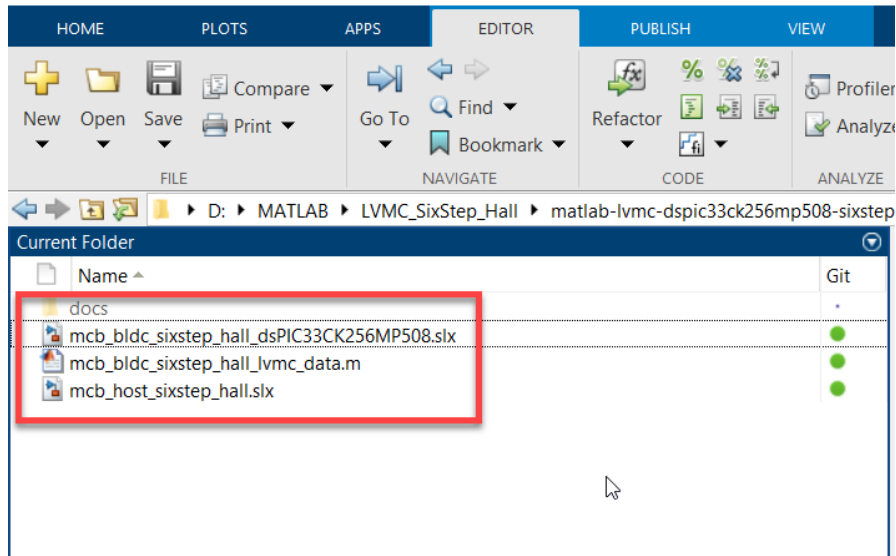 HOME PLOTS APPS EDITOR PUBLISH VIEW
New Open Save Compare Print
Go To Find Bookmark
Refactor fx fi
Profiler
Analyze
FILE NAVIGATE CODE ANALYZE
D: MATLAB LVMC_SixStep_Hall matlab-lvmc-dspic33ck256mp508-sixstep
Current Folder
Name Git
docs
mcb_bldc_sixstep_hall_dsPIC33CK256MP508.slx
mcb_bldc_sixstep_hall_lvmc_data.m
mcb_host_sixstep_hall.slx